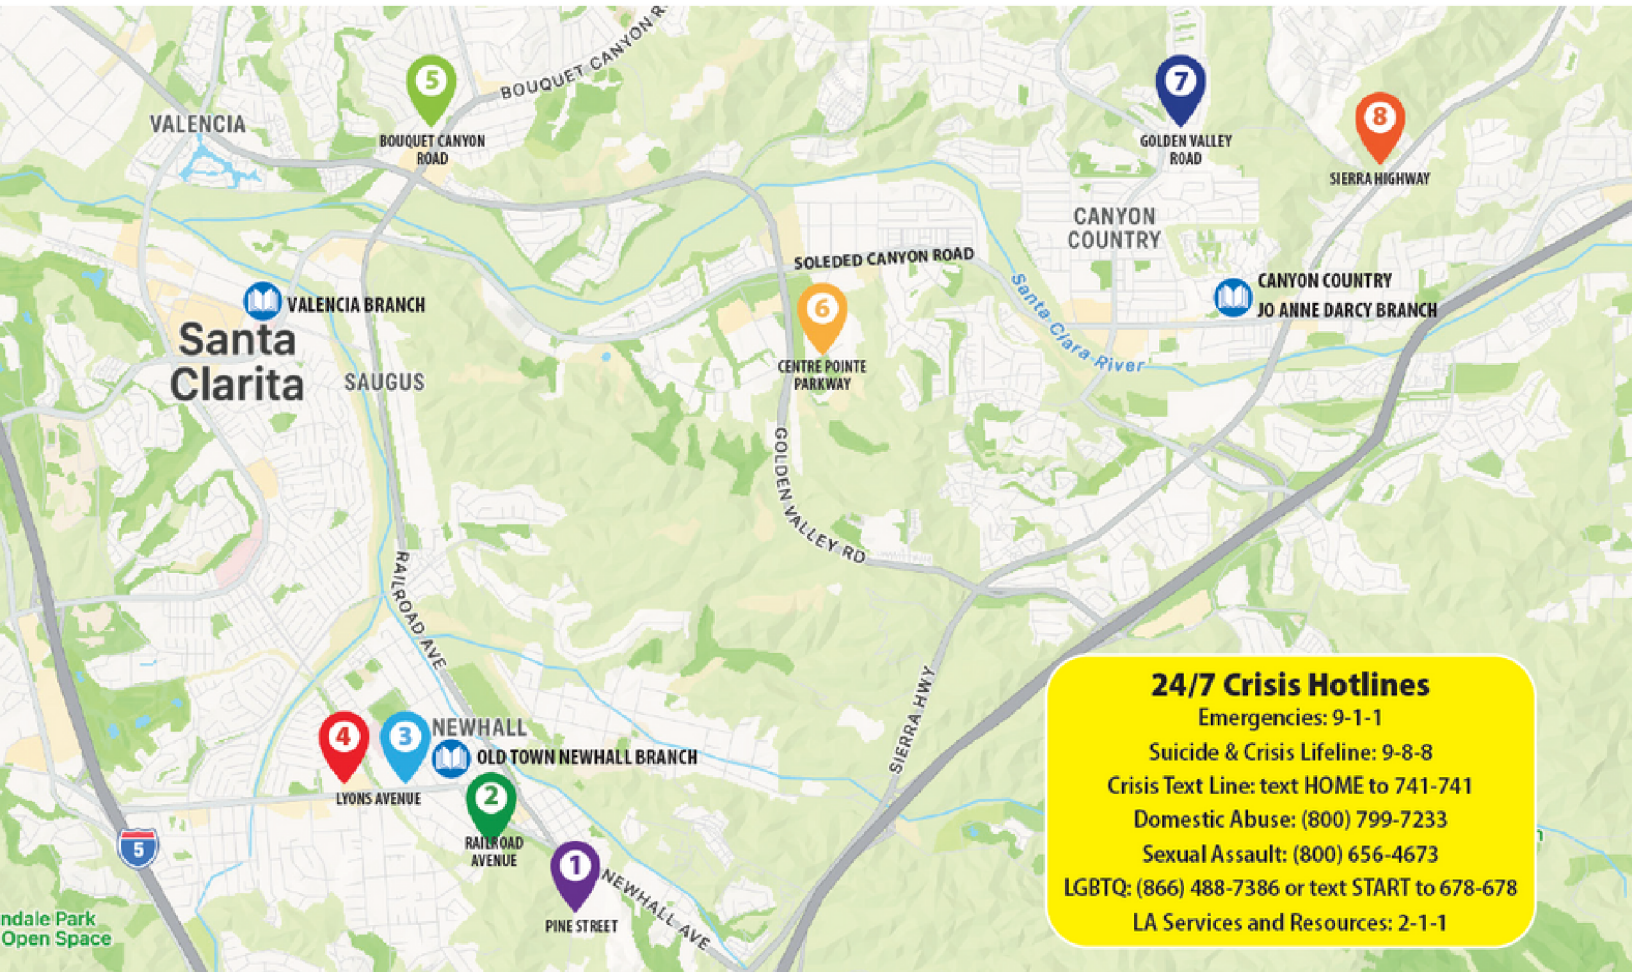 BOUQUET CANYON R
5
7
8
VALENCIA
BOUQUET CANYON
ROAD
GOLDEN VALLEY
ROAD
SIERRA HIGHWAY
CANYON
COUNTRY
SOLEDED CANYON ROAD
Santa Clara River
CANYON COUNTRY
JO ANNE DARCY BRANCH
VALENCIA BRANCH
6
Santa
Clarita
SAUGUS
CENTRE POINTE
PARKWAY
GOLDEN VALLEY RD
RAILROAD AVE
SIERRA HWY
4
3
NEWHALL
OLD TOWN NEWHALL BRANCH
LYONS AVENUE
2
RAILROAD
AVENUE
5
1
NEWHALL AVE
PINE STREET
ndale Park
Open Space
24/7 Crisis Hotlines
Emergencies: 9-1-1
Suicide & Crisis Lifeline: 9-8-8
Crisis Text Line: text HOME to 741-741
Domestic Abuse: (800) 799-7233
Sexual Assault: (800) 656-4673
LGBTQ: (866) 488-7386 or text START to 678-678
LA Services and Resources: 2-1-1